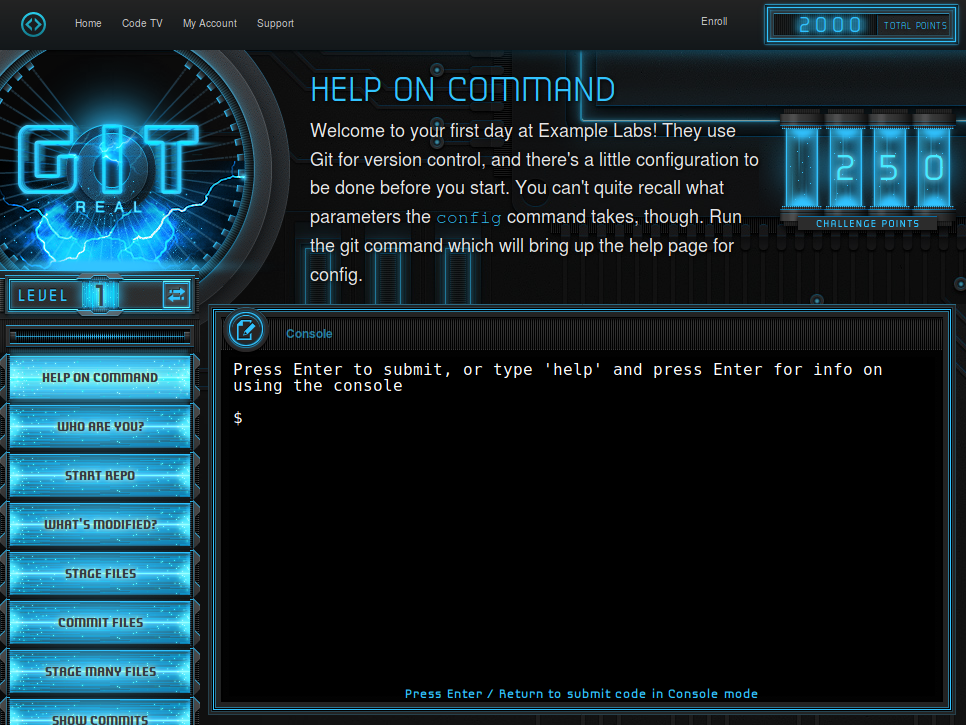 Home Code TV My Account Support Enroll 2000 TOTAL POINTS
GIT
REAL
HELP ON COMMAND
Welcome to your first day at Example Labs! They use
Git for version control, and there's a little configuration to
be done before you start. You can't quite recall what
parameters the config command takes, though. Run
the git command which will bring up the help page for
config.
250
CHALLENGE POINTS
LEVEL 1
HELP ON COMMAND
WHO ARE YOU?
START REPO
WHAT'S MODIFIED?
STAGE FILES
COMMIT FILES
STAGE MANY FILES
SHOW COMMITS
Console
Press Enter to submit, or type 'help' and press Enter for info on
using the console
$
Press Enter / Return to submit code in Console mode